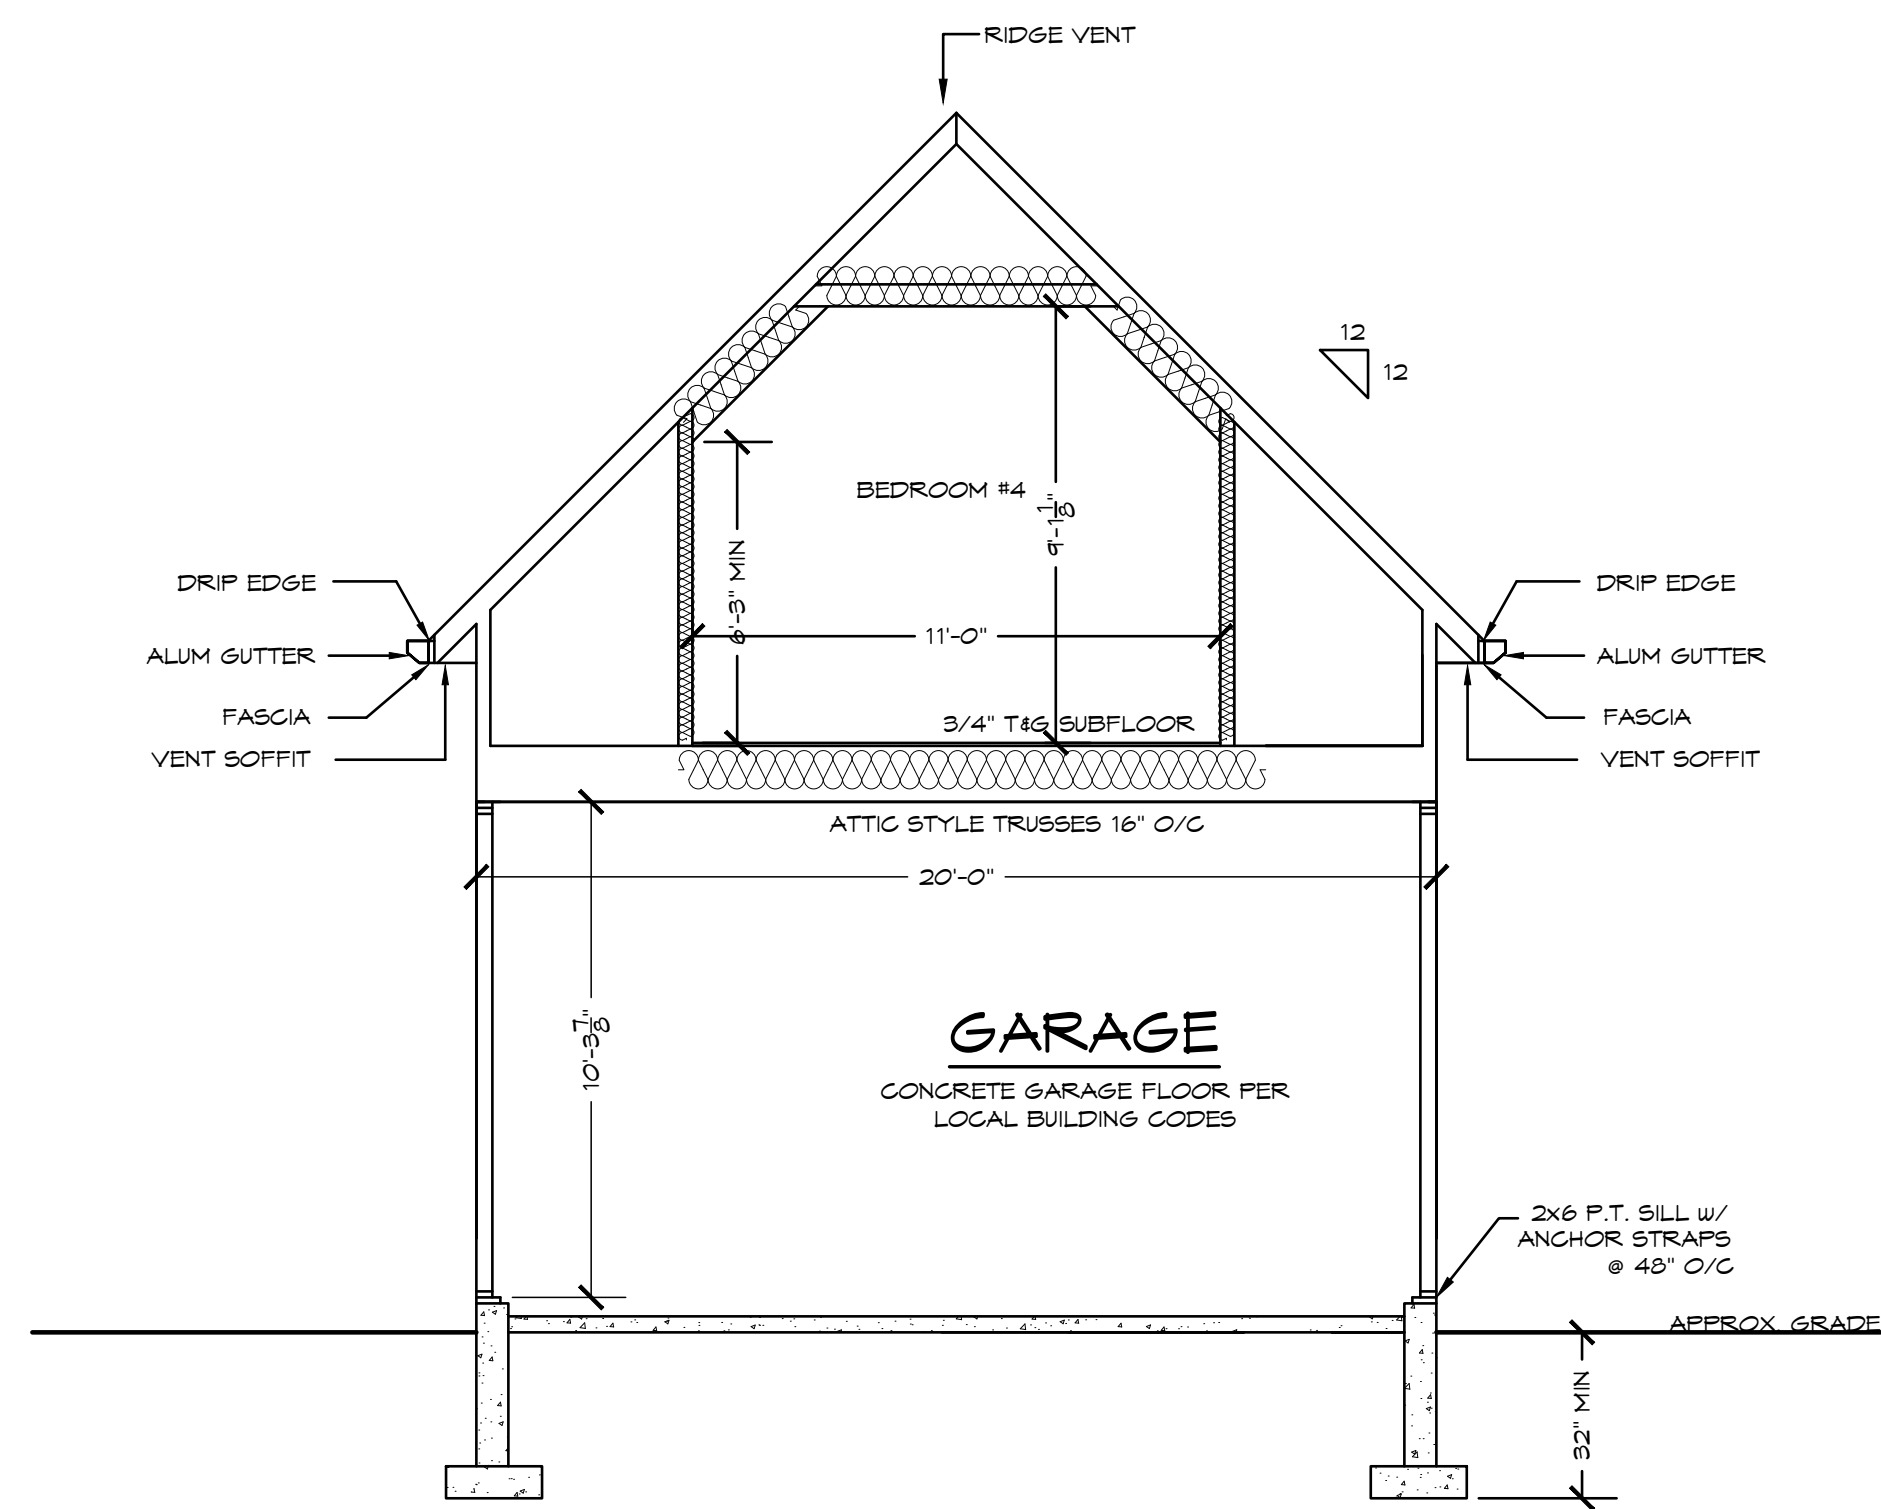 RIDGE VENT
12
12
BEDROOM #4
9'-1 1/8"
6'-3" MIN
11'-0"
3/4" T&G SUBFLOOR
DRIP EDGE
ALUM GUTTER
FASCIA
VENT SOFFIT
DRIP EDGE
ALUM GUTTER
FASCIA
VENT SOFFIT
ATTIC STYLE TRUSSES 16" O/C
20'-0"
10'-3 7/8"
GARAGE
CONCRETE GARAGE FLOOR PER
LOCAL BUILDING CODES
2x6 P.T. SILL W/
ANCHOR STRAPS
@ 48" O/C
APPROX. GRADE
32" MIN